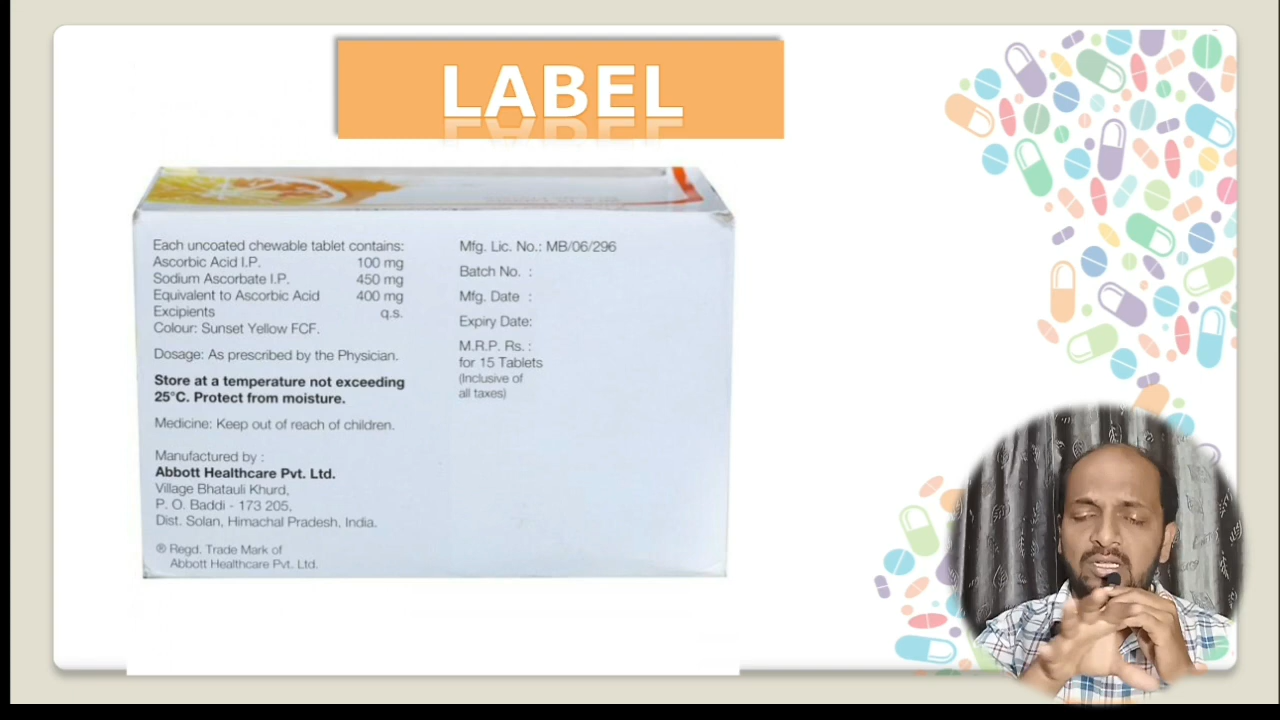 LABEL
Each uncoated chewable tablet contains:
Ascorbic Acid I.P. 100 mg
Sodium Ascorbate I.P. 450 mg
Equivalent to Ascorbic Acid 400 mg
Excipients q.s.
Colour: Sunset Yellow FCF.
Dosage: As prescribed by the Physician.
Store at a temperature not exceeding
25°C. Protect from moisture.
Medicine: Keep out of reach of children.
Manufactured by :
Abbott Healthcare Pvt. Ltd.
Village Bhatauli Khurd,
P. O. Baddi - 173 205,
Dist. Solan, Himachal Pradesh, India.
® Regd. Trade Mark of
Abbott Healthcare Pvt. Ltd.
Mfg. Lic. No.: MB/06/296
Batch No. :
Mfg. Date :
Expiry Date:
M.R.P. Rs. :
for 15 Tablets
(Inclusive of
all taxes)